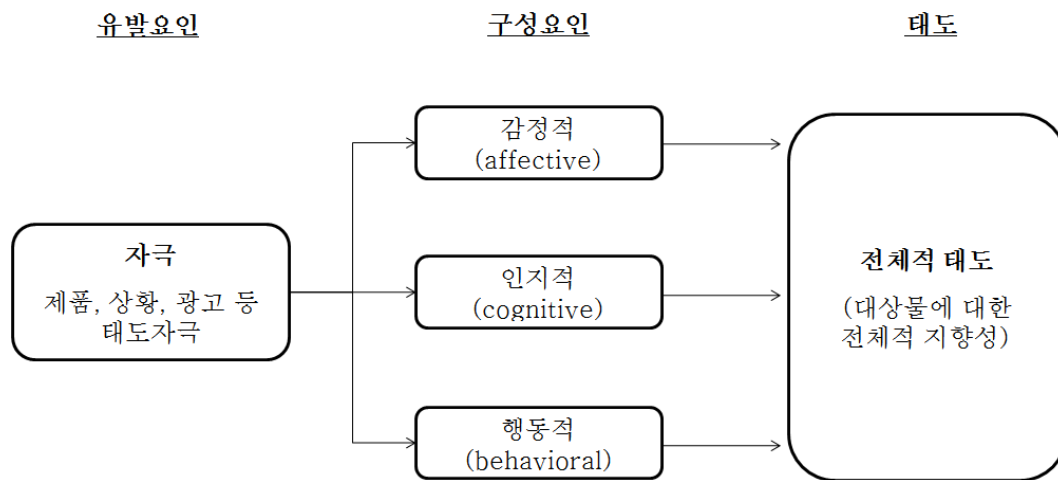 유발요인
구성요인
태도
자극
제품, 상황, 광고 등
태도자극
감정적
(affective)
인지적
(cognitive)
행동적
(behavioral)
전체적 태도
(대상물에 대한
전체적 지향성)